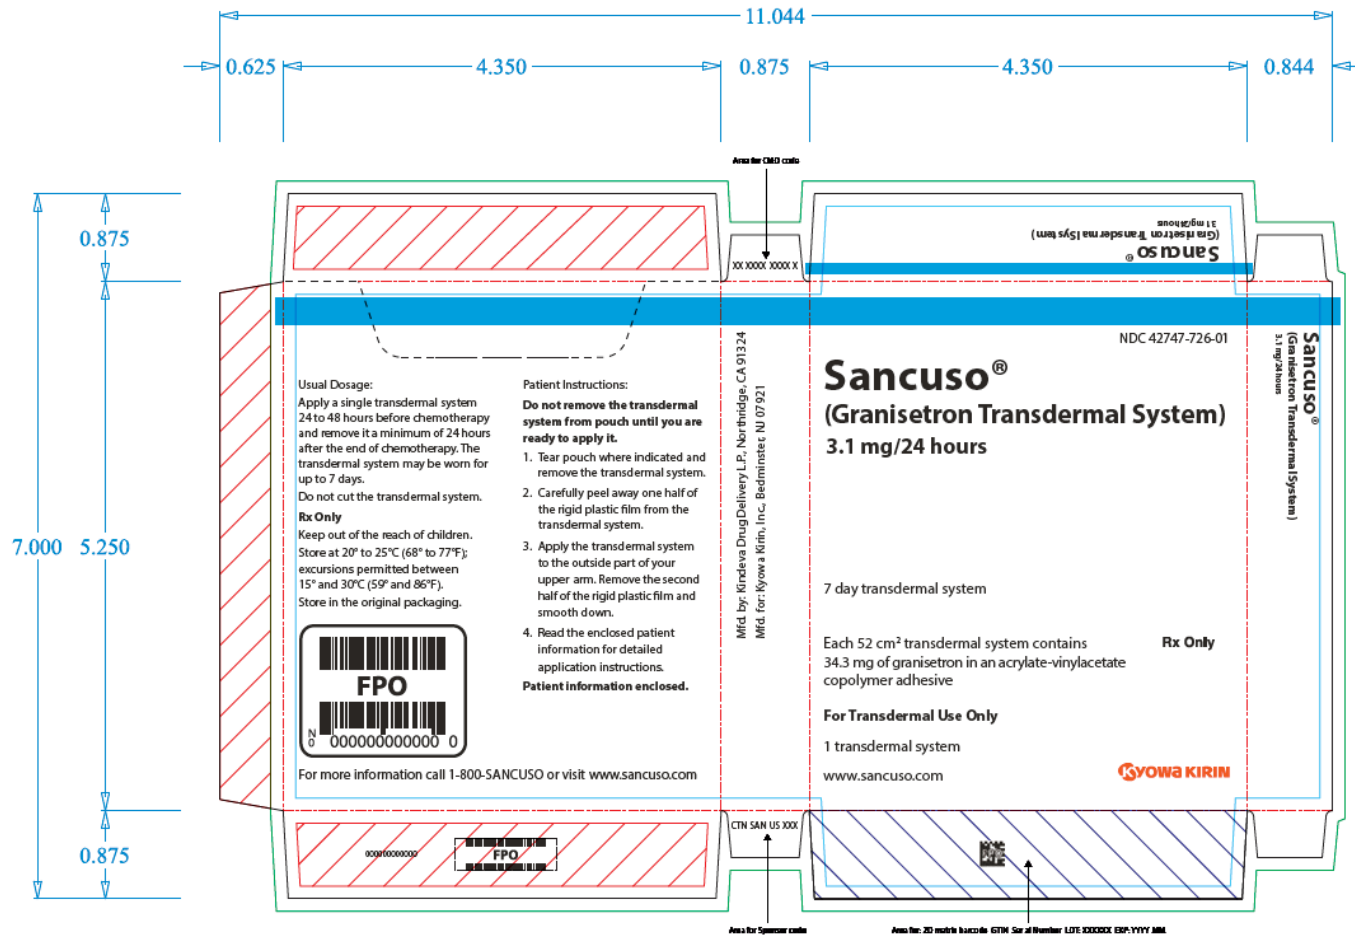 11.044
0.625
4.350
0.875
4.350
0.844
Area for CMO code
7.000
0.875
5.250
0.875
XX XXXX XXXX X
Sancuso®
(Granisetron Transdermal System)
3.1 mg/24 hours
Usual Dosage:
Apply a single transdermal system
24 to 48 hours before chemotherapy
and remove it a minimum of 24 hours
after the end of chemotherapy. The
transdermal system may be worn for
up to 7 days.
Do not cut the transdermal system.
Rx Only
Keep out of the reach of children.
Store at 20° to 25°C (68° to 77°F);
excursions permitted between
15° and 30°C (59° and 86°F).
Store in the original packaging.
FPO
N
0
000000000000 0
Patient Instructions:
Do not remove the transdermal
system from pouch until you are
ready to apply it.
1. Tear pouch where indicated and
remove the transdermal system.
2. Carefully peel away one half of
the rigid plastic film from the
transdermal system.
3. Apply the transdermal system
to the outside part of your
upper arm. Remove the second
half of the rigid plastic film and
smooth down.
4. Read the enclosed patient
information for detailed
application instructions.
Patient information enclosed.
For more information call 1-800-SANCUSO or visit www.sancuso.com
Mfd. by: Kindeva Drug Delivery L.P., Northridge, CA 91324
Mfd. for: Kyowa Kirin, Inc., Bedminster, NJ 07921
NDC 42747-726-01
Sancuso®
(Granisetron Transdermal System)
3.1 mg/24 hours
7 day transdermal system
Each 52 cm² transdermal system contains
34.3 mg of granisetron in an acrylate-vinylacetate
copolymer adhesive
Rx Only
For Transdermal Use Only
1 transdermal system
www.sancuso.com
KYOWA KIRIN
Sancuso®
(Granisetron Transdermal System)
3.1 mg/24 hours
000000000000
FPO
CTN SAN US XXX
Area for Sponsor code
Area for: 2D matrix barcode GTIN Serial Number LOT: XXXXXX EXP: YYYY MM